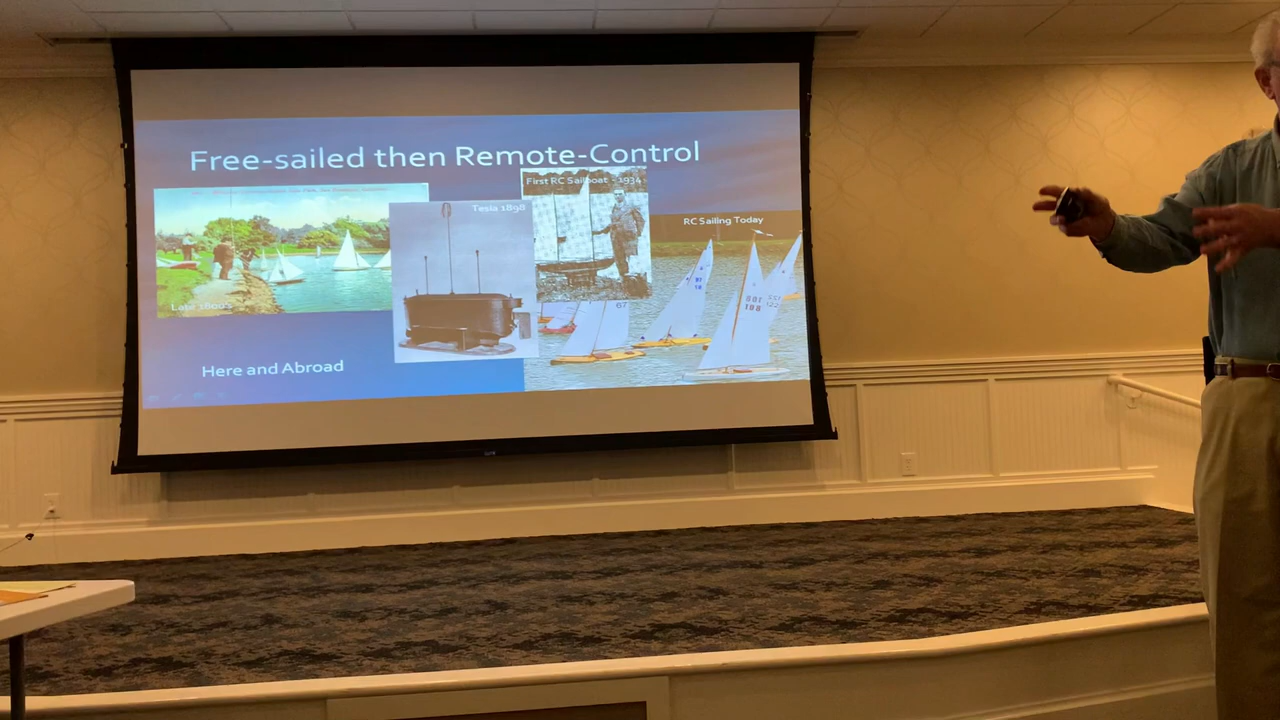 Free-sailed then Remote-Control
First RC Sailboat - 1934
Tesla 1898
RC Sailing Today
Late 1800s
67
Here and Abroad